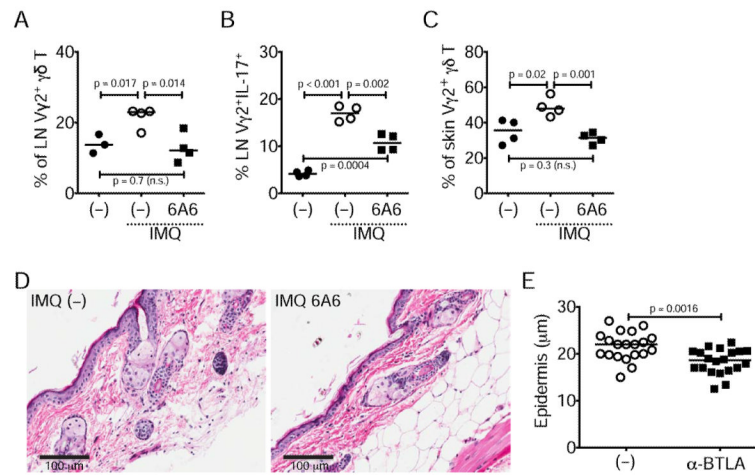 A
% of LN Vγ2⁺ γδ T
40
20
0
p = 0.017
p = 0.014
p = 0.7 (n.s.)
(–) (–) 6A6
IMQ
B
% LN Vγ2⁺IL-17⁺
30
20
10
0
p < 0.001
p = 0.002
p = 0.0004
(–) (–) 6A6
IMQ
C
% of skin Vγ2⁺ γδ T
80
60
40
20
0
p = 0.02
p = 0.001
p = 0.3 (n.s.)
(–) (–) 6A6
IMQ
D
IMQ (–)
100 μm
IMQ 6A6
100 μm
E
Epidermis (μm)
30
20
10
0
p = 0.0016
(–) α-BTLA